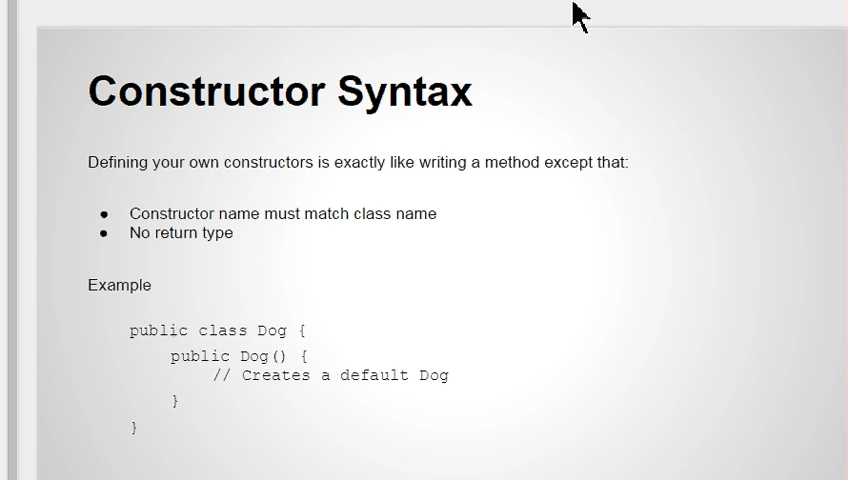 Constructor Syntax
Defining your own constructors is exactly like writing a method except that:
● Constructor name must match class name
● No return type
Example
public class Dog {
public Dog() {
// Creates a default Dog
}
}